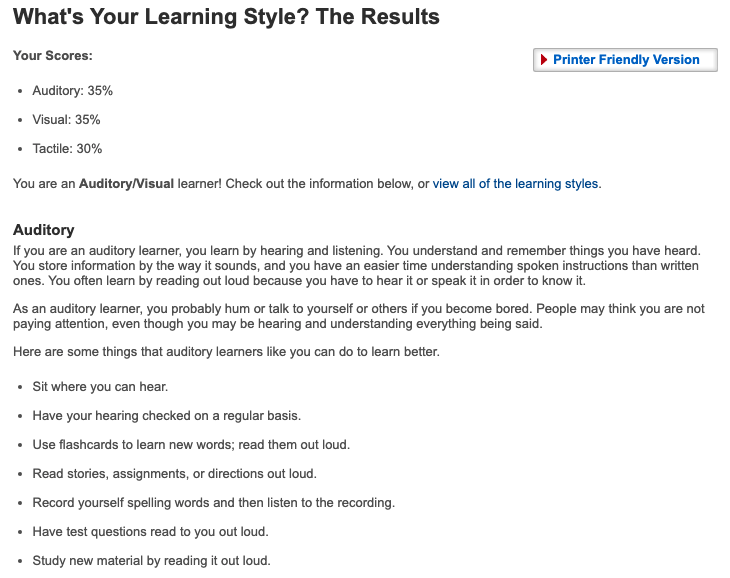 What's Your Learning Style? The Results
Your Scores:
Printer Friendly Version
• Auditory: 35%
• Visual: 35%
• Tactile: 30%
You are an Auditory/Visual learner! Check out the information below, or view all of the learning styles.
Auditory
If you are an auditory learner, you learn by hearing and listening. You understand and remember things you have heard.
You store information by the way it sounds, and you have an easier time understanding spoken instructions than written
ones. You often learn by reading out loud because you have to hear it or speak it in order to know it.
As an auditory learner, you probably hum or talk to yourself or others if you become bored. People may think you are not
paying attention, even though you may be hearing and understanding everything being said.
Here are some things that auditory learners like you can do to learn better.
• Sit where you can hear.
• Have your hearing checked on a regular basis.
• Use flashcards to learn new words; read them out loud.
• Read stories, assignments, or directions out loud.
• Record yourself spelling words and then listen to the recording.
• Have test questions read to you out loud.
• Study new material by reading it out loud.